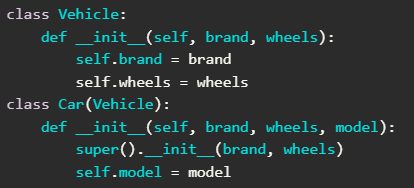 class Vehicle:
    def __init__(self, brand, wheels):
        self.brand = brand
        self.wheels = wheels
class Car(Vehicle):
    def __init__(self, brand, wheels, model):
        super().__init__(brand, wheels)
        self.model = model